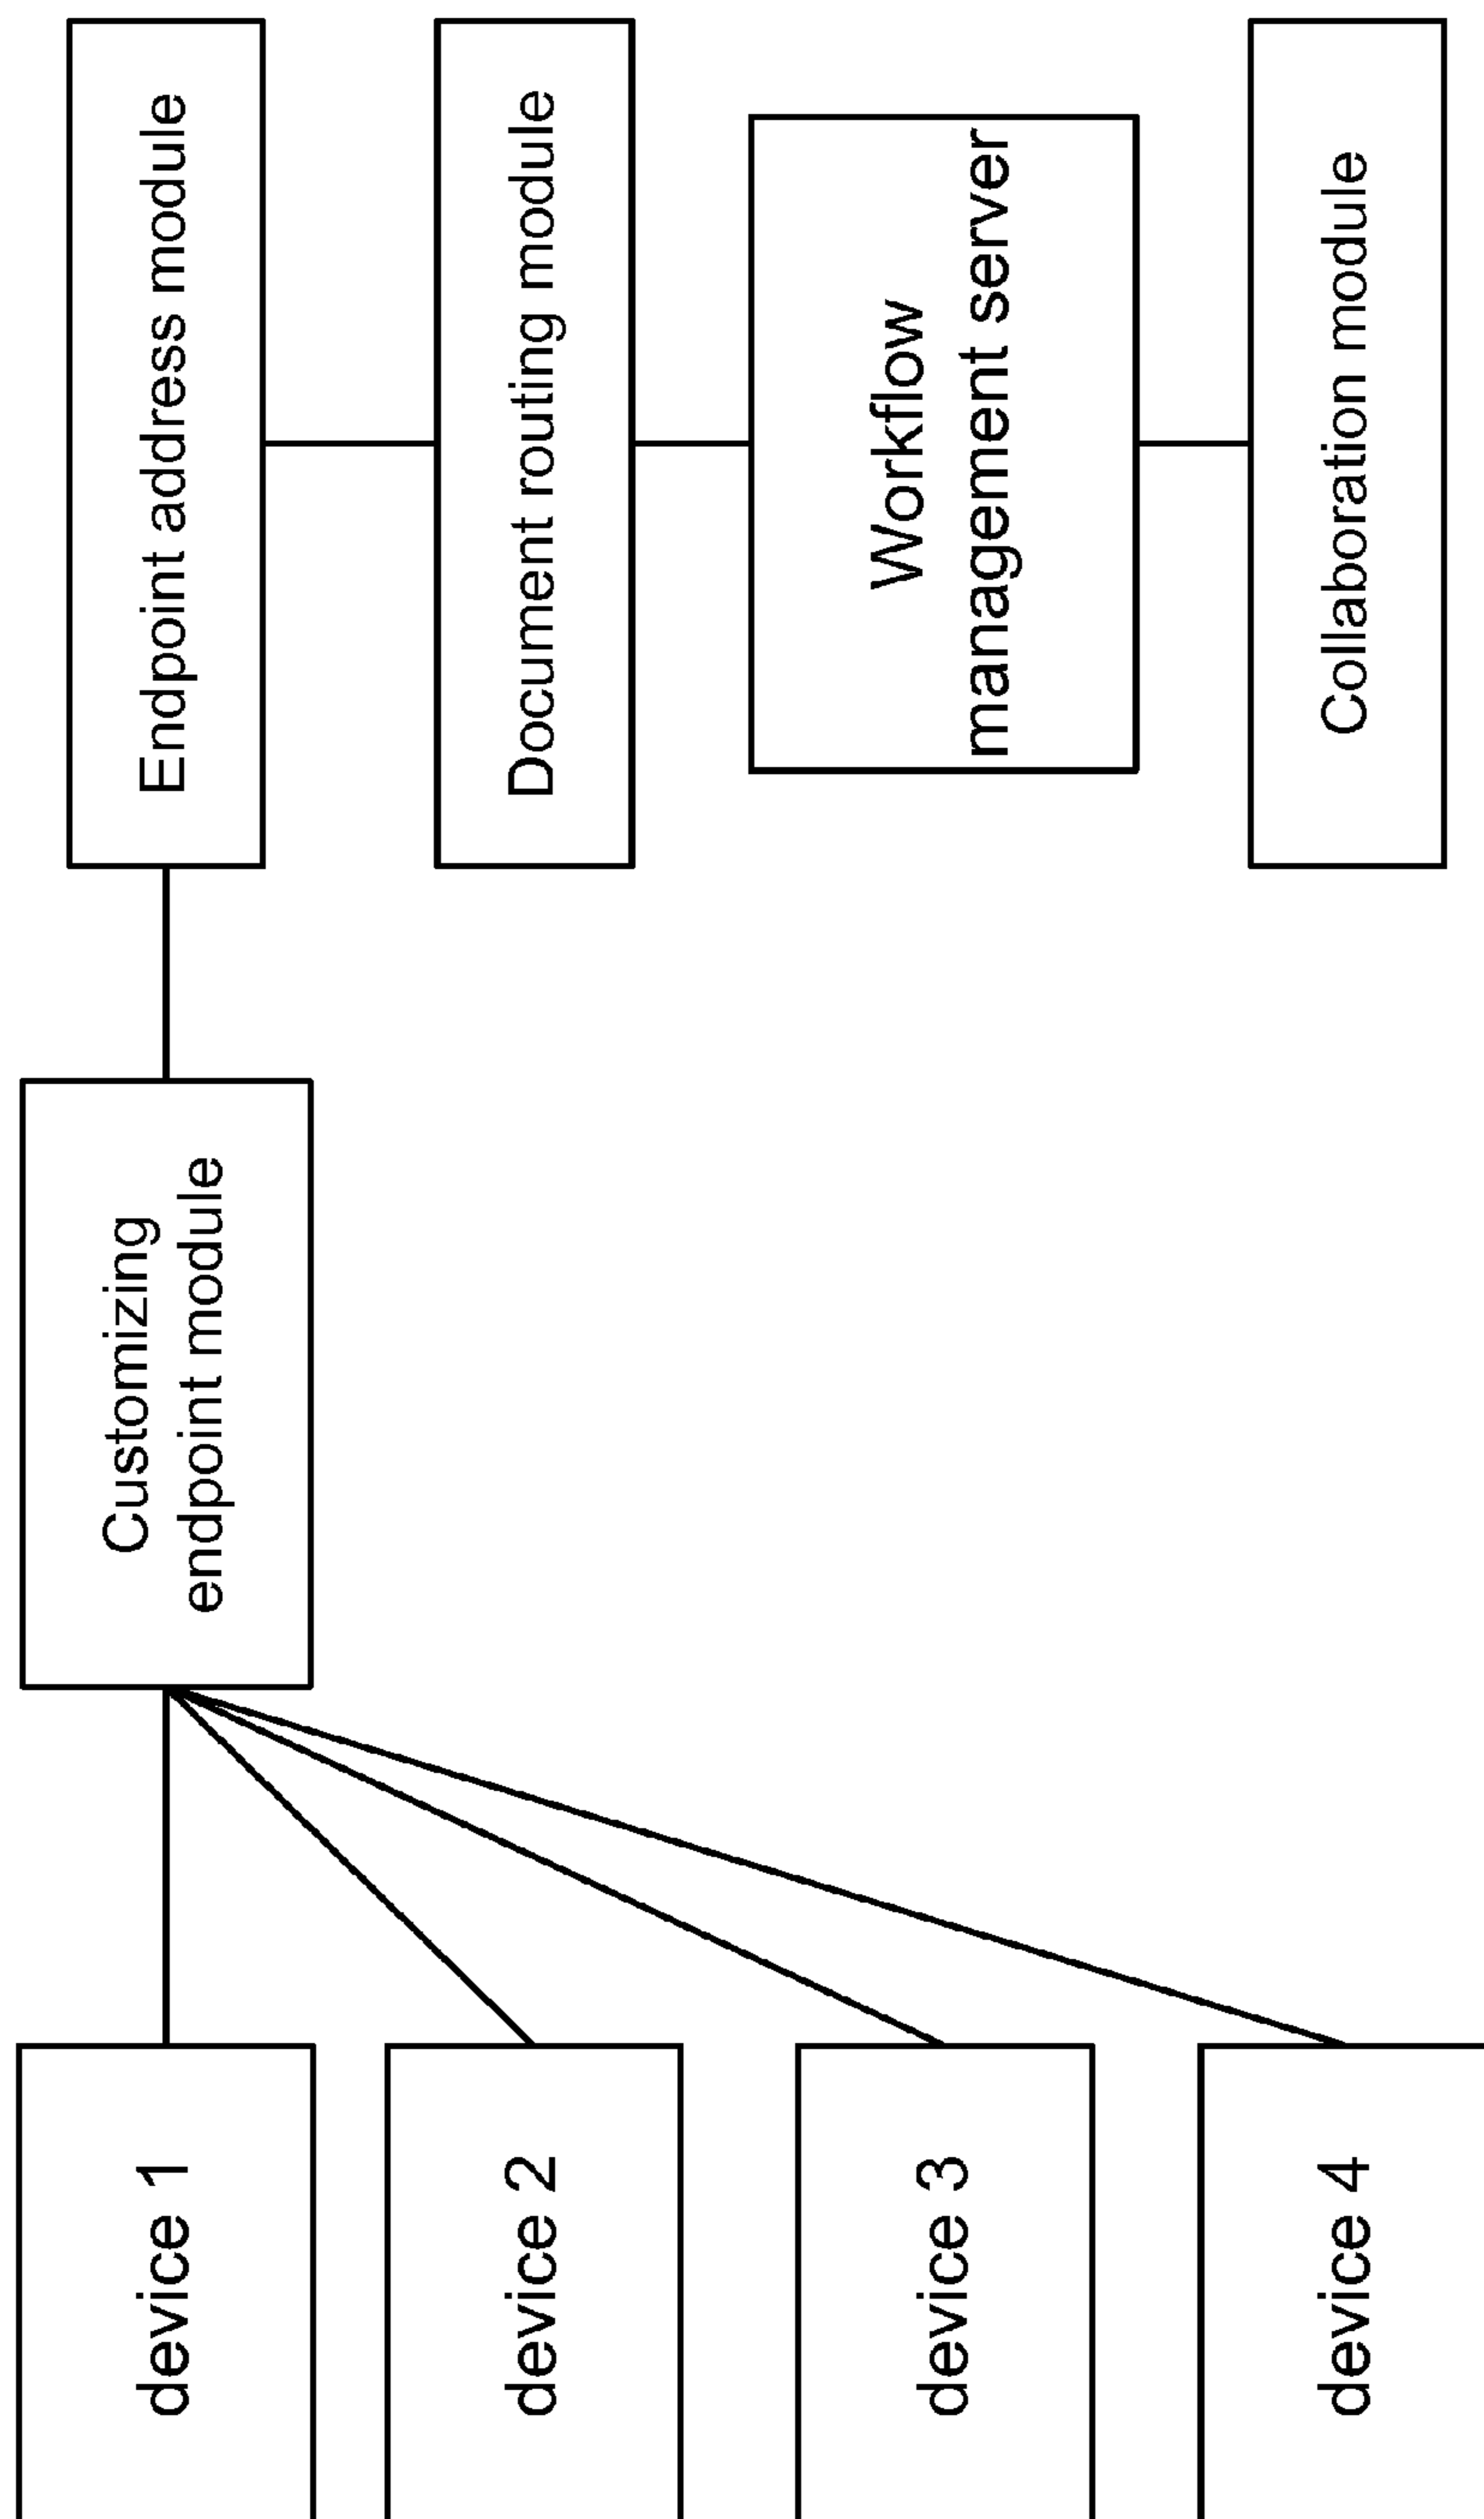 Endpoint address module
Document routing module
Workflow
management server
Collaboration module
Customizing
endpoint module
device 1
device 2
device 3
device 4